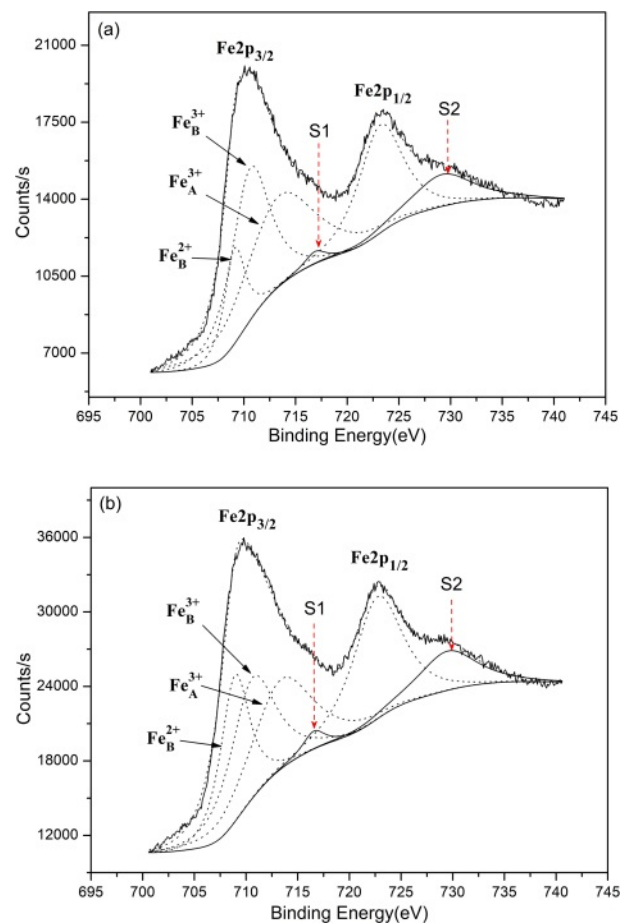 (a)
21000
17500
14000
10500
7000
Counts/s
Fe2p3/2
Fe2p1/2
S1
S2
Fe3+B
Fe3+A
Fe2+B
695 700 705 710 715 720 725 730 735 740 745
Binding Energy(eV)
(b)
36000
30000
24000
18000
12000
Counts/s
Fe2p3/2
Fe2p1/2
S1
S2
Fe3+B
Fe3+A
Fe2+B
695 700 705 710 715 720 725 730 735 740 745
Binding Energy(eV)